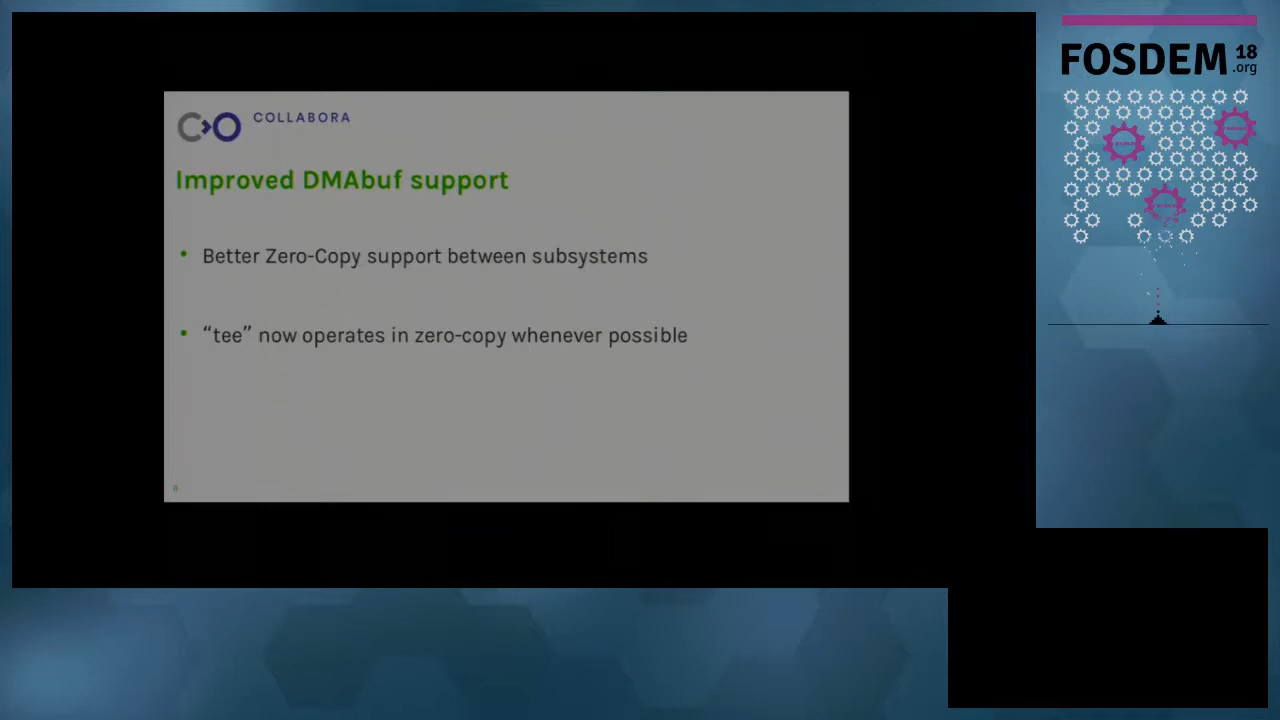 COLLABORA
Improved DMAbuf support
• Better Zero-Copy support between subsystems
• “tee” now operates in zero-copy whenever possible
FOSDEM 18
.org